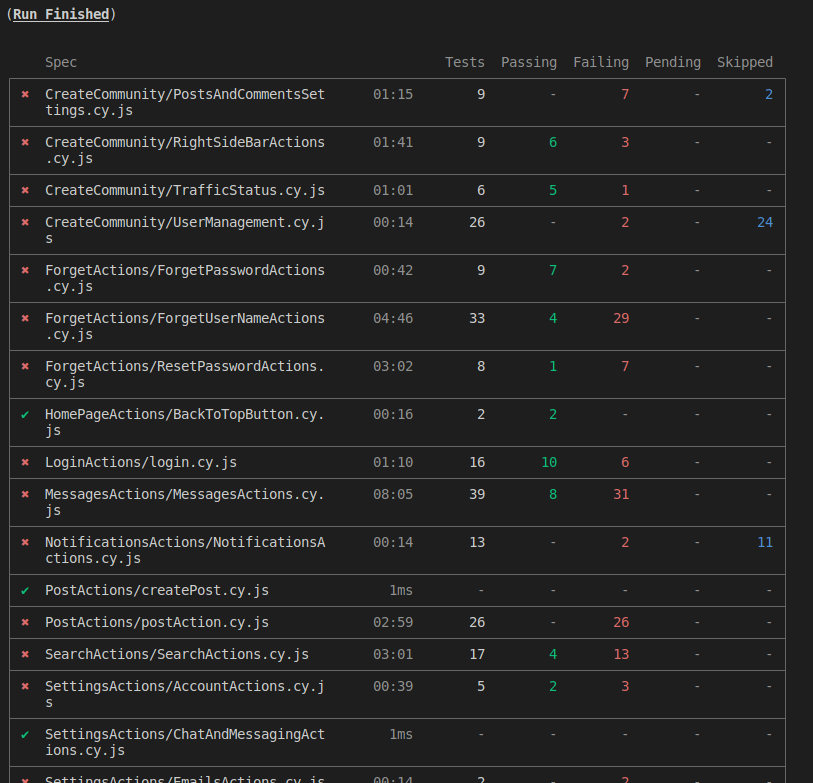 (Run Finished)
Spec Tests Passing Failing Pending Skipped
✖ CreateCommunity/PostsAndCommentsSet 01:15 9 - 7 - 2
tings.cy.js
✖ CreateCommunity/RightSideBarActions 01:41 9 6 3 - -
.cy.js
✖ CreateCommunity/TrafficStatus.cy.js 01:01 6 5 1 - -
✖ CreateCommunity/UserManagement.cy.j 00:14 26 - 2 - 24
s
✖ ForgetActions/ForgetPasswordActions 00:42 9 7 2 - -
.cy.js
✖ ForgetActions/ForgetUserNameActions 04:46 33 4 29 - -
.cy.js
✖ ForgetActions/ResetPasswordActions. 03:02 8 1 7 - -
cy.js
✔ HomePageActions/BackToTopButton.cy. 00:16 2 2 - - -
js
✖ LoginActions/login.cy.js 01:10 16 10 6 - -
✖ MessagesActions/MessagesActions.cy. 08:05 39 8 31 - -
js
✖ NotificationsActions/NotificationsA 00:14 13 - 2 - 11
ctions.cy.js
✔ PostActions/createPost.cy.js 1ms - - - - -
✖ PostActions/postAction.cy.js 02:59 26 - 26 - -
✖ SearchActions/SearchActions.cy.js 03:01 17 4 13 - -
✖ SettingsActions/AccountActions.cy.j 00:39 5 2 3 - -
s
✔ SettingsActions/ChatAndMessagingAct 1ms - - - - -
ions.cy.js
✖ SettingsActions/EmailsActions.cy.js 00:14 2 - 2 - -